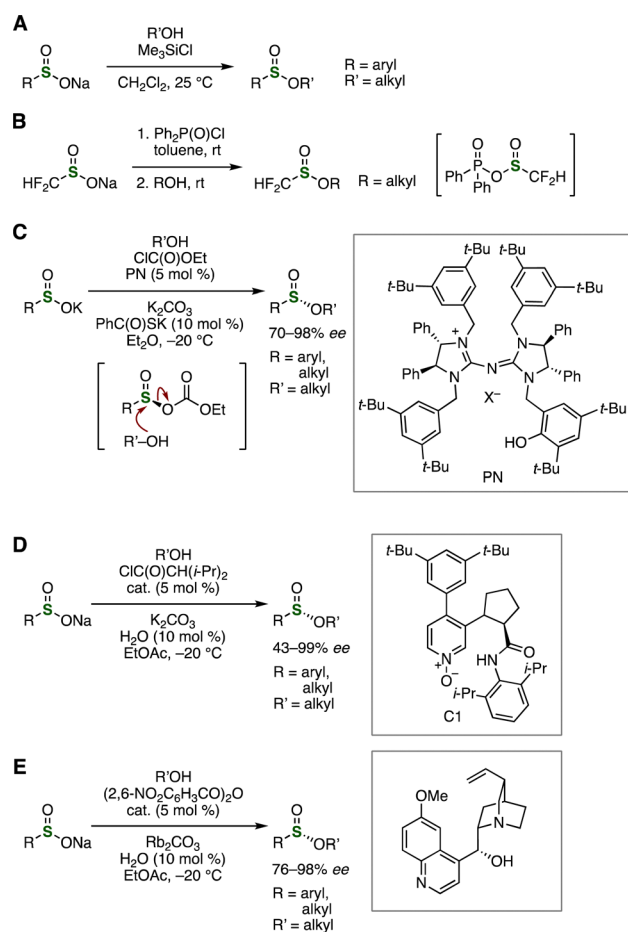 A
R'OH
Me3SiCl
CH2Cl2, 25 °C
O
R
S
ONa
O
R
S
OR'
R = aryl
R' = alkyl
B
1. Ph2P(O)Cl
toluene, rt
2. ROH, rt
O
HF2C
S
ONa
O
HF2C
S
OR
R = alkyl
O
O
Ph
P
S
Ph
O
CF2H
C
R'OH
ClC(O)OEt
PN (5 mol %)
K2CO3
PhC(O)SK (10 mol %)
Et2O, –20 °C
O
R
S
OK
O
R
S
OR'
70–98% ee
R = aryl,
alkyl
R' = alkyl
O
O
R
S
O
OEt
R'–OH
t-Bu
t-Bu
t-Bu
t-Bu
Ph
+
N
N
Ph
N
Ph
N
N
Ph
X–
t-Bu
t-Bu
HO
t-Bu
t-Bu
PN
D
R'OH
ClC(O)CH(i-Pr)2
cat. (5 mol %)
K2CO3
H2O (10 mol %)
EtOAc, –20 °C
O
R
S
ONa
O
R
S
OR'
43–99% ee
R = aryl,
alkyl
R' = alkyl
t-Bu
t-Bu
+
N
O–
O
HN
i-Pr
i-Pr
C1
E
R'OH
(2,6-NO2C6H3CO)2O
cat. (5 mol %)
Rb2CO3
H2O (10 mol %)
EtOAc, –20 °C
O
R
S
ONa
O
R
S
OR'
76–98% ee
R = aryl,
alkyl
R' = alkyl
OMe
N
OH
N